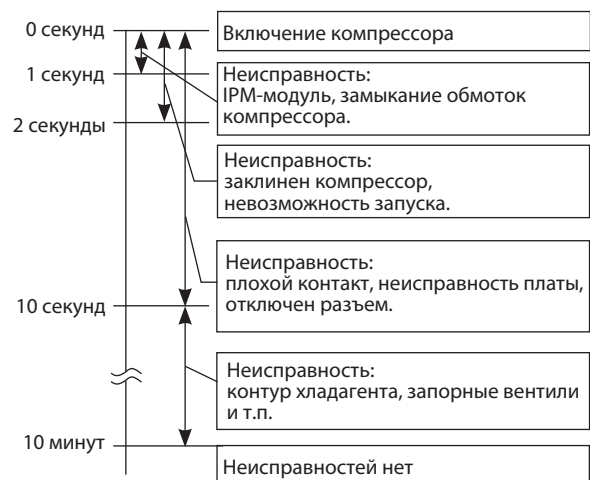 0 секунд
Включение компрессора
1 секунд
Неисправность:
IPM-модуль, замыкание обмоток
компрессора.
2 секунды
Неисправность:
заклинен компрессор,
невозможность запуска.
Неисправность:
плохой контакт, неисправность платы,
отключен разъем.
10 секунд
Неисправность:
контур хладагента, запорные вентили
и т.п.
10 минут
Неисправностей нет